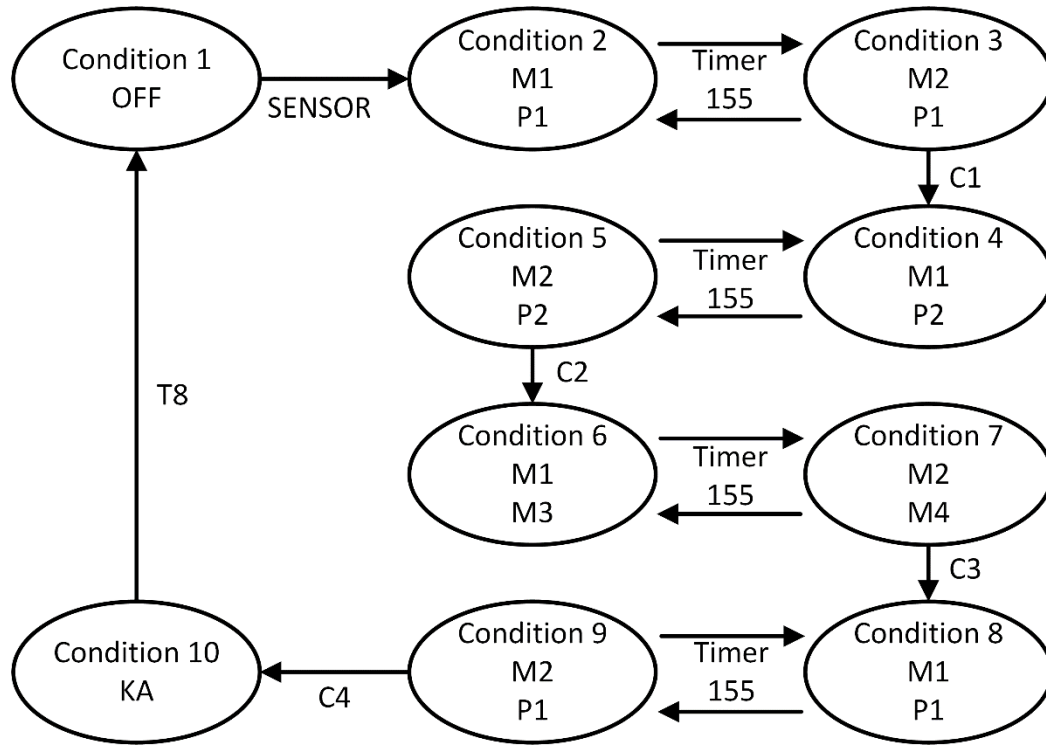 Condition 1
OFF
SENSOR
Condition 2
M1
P1
Timer
155
Condition 3
M2
P1
C1
Condition 5
M2
P2
Timer
155
Condition 4
M1
P2
C2
T8
Condition 6
M1
M3
Timer
155
Condition 7
M2
M4
C3
Condition 10
KA
C4
Condition 9
M2
P1
Timer
155
Condition 8
M1
P1